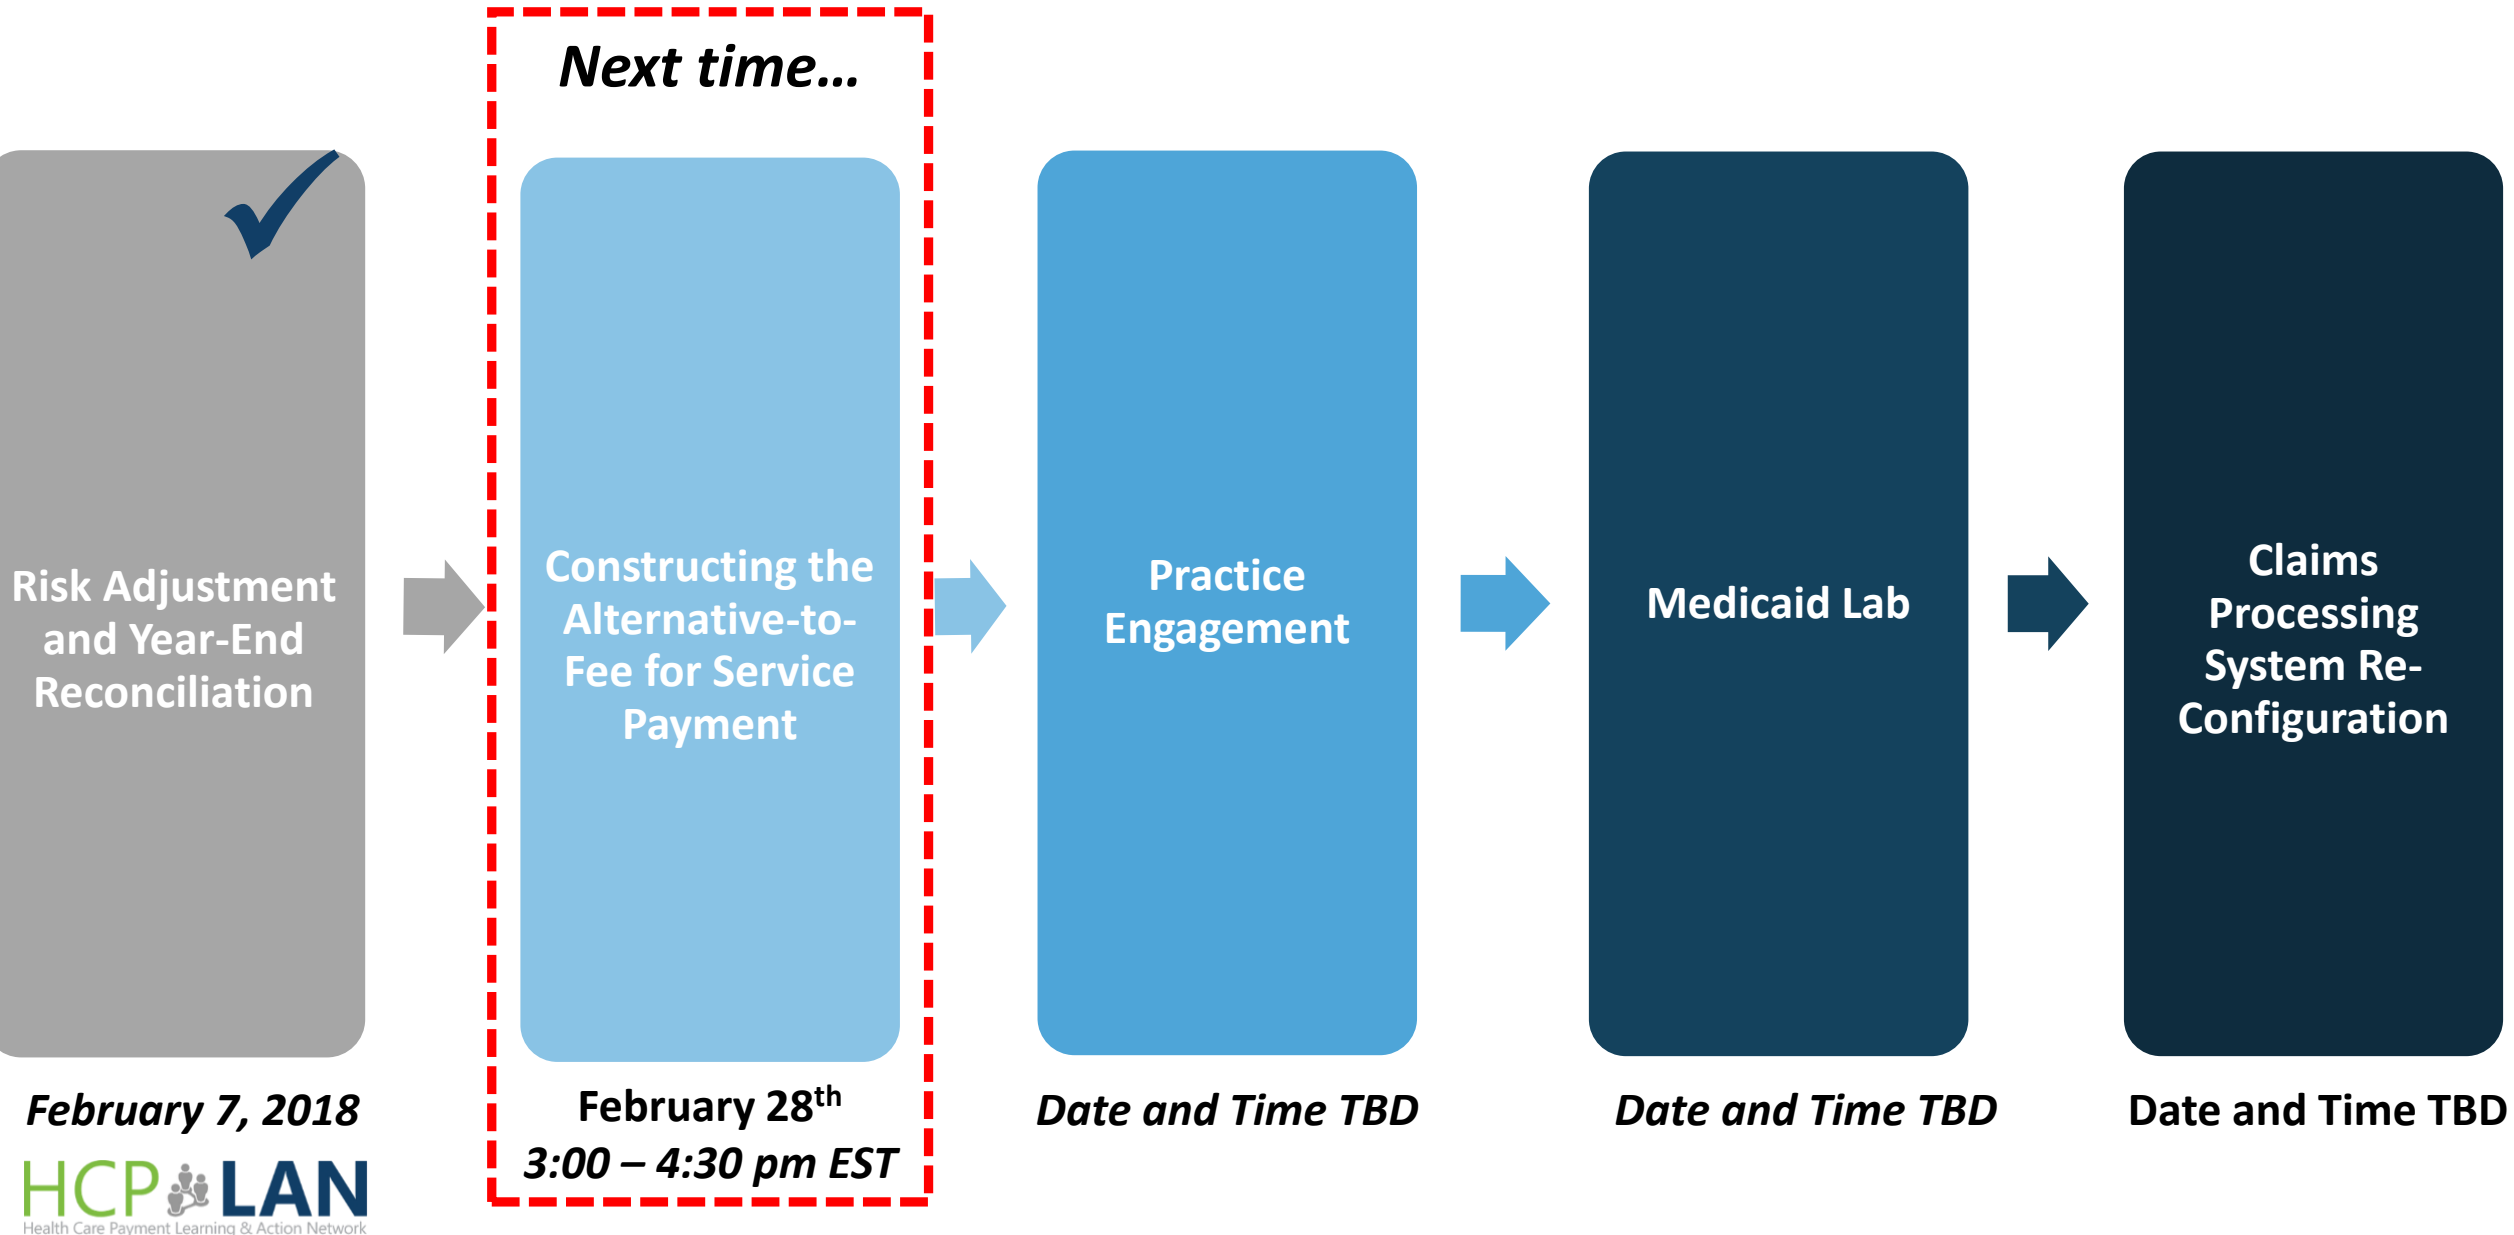 Next time…
Risk Adjustment
and Year-End
Reconciliation
Constructing the
Alternative-to-
Fee for Service
Payment
Practice
Engagement
Medicaid Lab
Claims
Processing
System Re-
Configuration
February 7, 2018
February 28th
3:00 – 4:30 pm EST
Date and Time TBD
Date and Time TBD
Date and Time TBD
HCP LAN
Health Care Payment Learning & Action Network